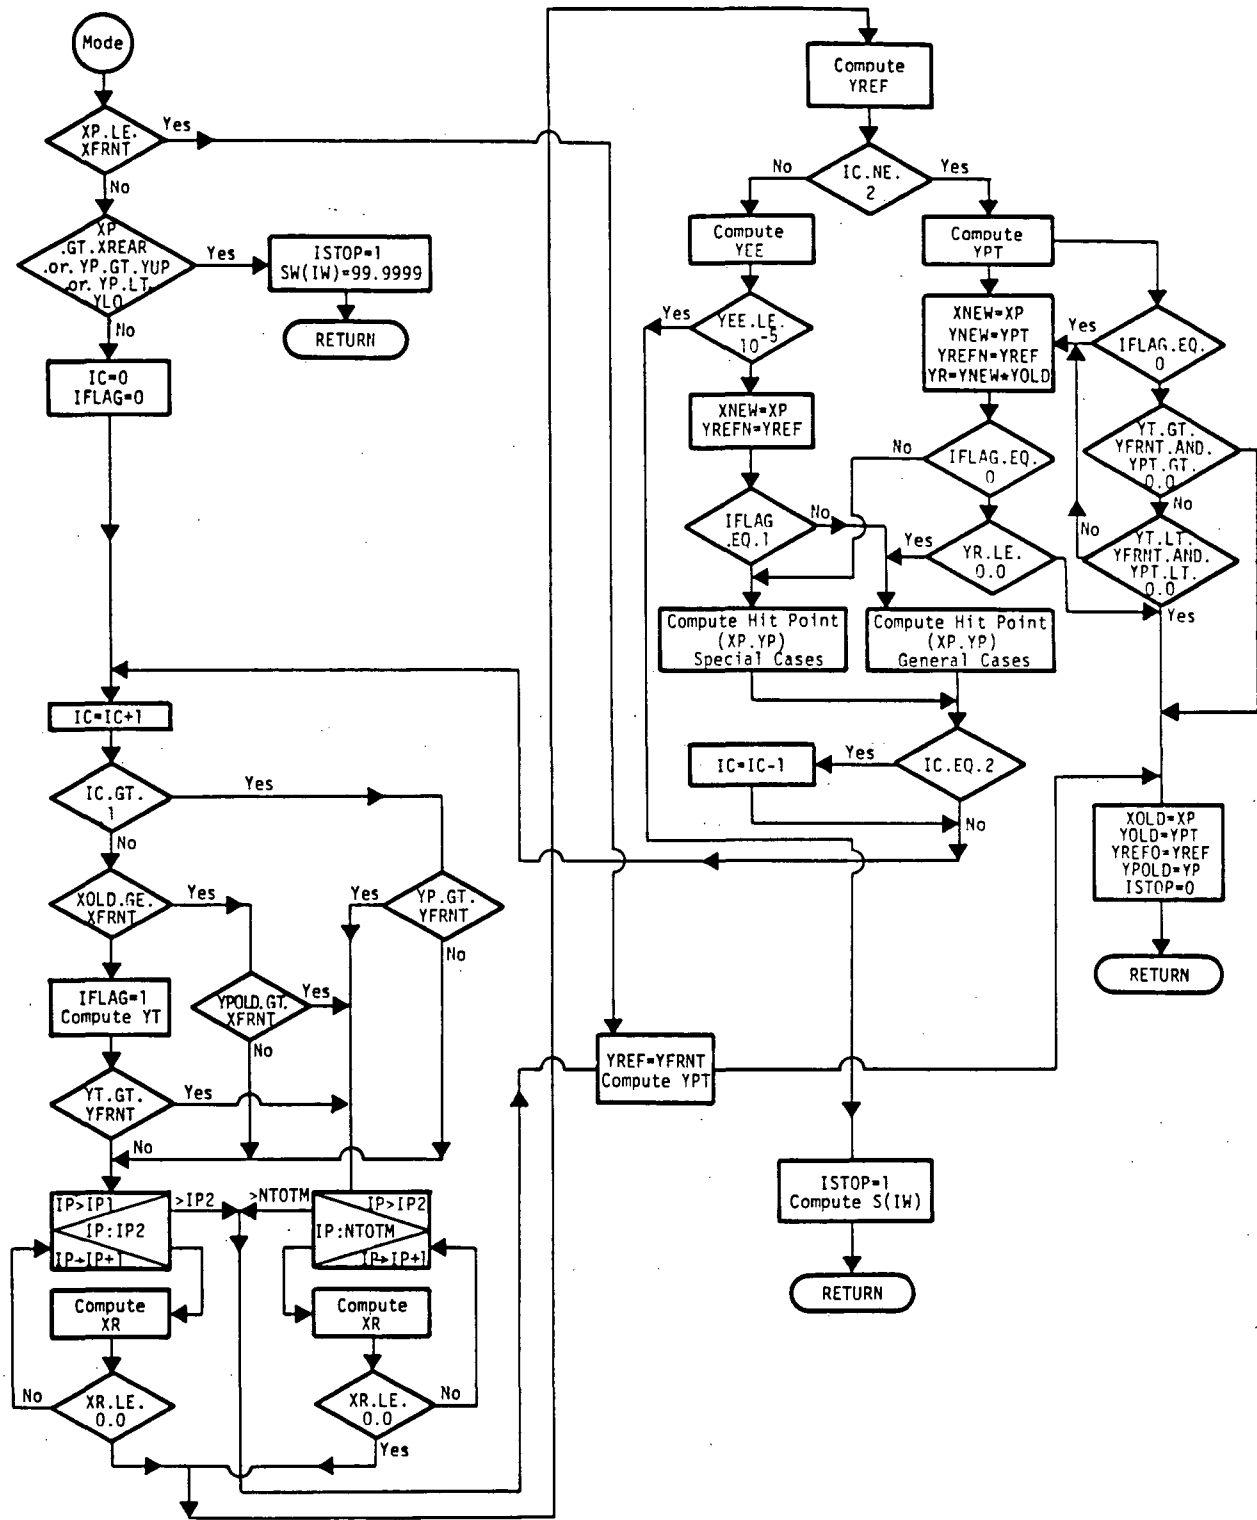 Mode
XP.LE.
XFRNT
Yes
No
XP
.GT.XREAR
.or. YP.GT.YUP
or. YP.LT.
YLO
Yes
No
ISTOP=1
SW(IW)=99.9999
RETURN
IC=0
IFLAG=0
IC=IC+1
IC.GT.
1
Yes
No
XOLD.GE.
XFRNT
Yes
No
YP.GT.
YFRNT
Yes
No
IFLAG=1
Compute YT
YPOLD.GT.
XFRNT
Yes
No
YT.GT.
YFRNT
Yes
No
IP>IP1
IP:IP2
IP→IP+1
>IP2
>NTOTM
IP>IP2
IP:NTOTM
IP→IP+1
Compute
XR
Compute
XR
XR.LE.
0.0
No
XR.LE.
0.0
No
Yes
Compute
YREF
IC.NE.
2
No
Yes
Compute
YEE
Compute
YPT
YEE.LE.
10-5
Yes
XNEW=XP
YNEW=YPT
YREFN=YREF
YR=YNEW*YOLD
IFLAG.EQ.
0
Yes
XNEW=XP
YREFN=YREF
IFLAG.EQ.
0
No
YT.GT.
YFRNT.AND.
YPT.GT.
0.0
No
IFLAG
.EQ.1
No
YR.LE.
0.0
Yes
YT.LT.
YFRNT.AND.
YPT.LT.
0.0
No
Yes
Compute Hit Point
(XP.YP)
Special Cases
Compute Hit Point
(XP.YP)
General Cases
IC=IC-1
Yes
IC.EQ.2
No
XOLD=XP
YOLD=YPT
YREFO=YREF
YPOLD=YP
ISTOP=0
RETURN
YREF=YFRNT
Compute YPT
ISTOP=1
Compute S(IW)
RETURN